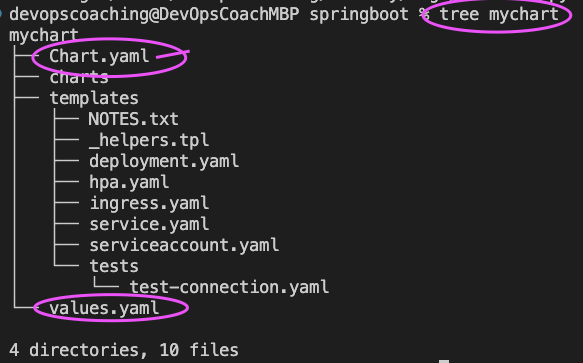 devopscoaching@DevOpsCoachMBP springboot % tree mychart
mychart
├── Chart.yaml
├── charts
├── templates
│   ├── NOTES.txt
│   ├── _helpers.tpl
│   ├── deployment.yaml
│   ├── hpa.yaml
│   ├── ingress.yaml
│   ├── service.yaml
│   ├── serviceaccount.yaml
│   └── tests
│       └── test-connection.yaml
└── values.yaml
4 directories, 10 files